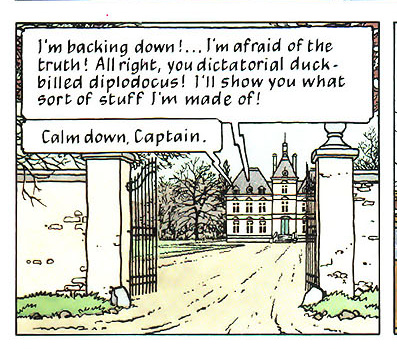 I'm backing down!... I'm afraid of the
truth! All right, you dictatorial duck-
billed diplodocus! I'll show you what
sort of stuff I'm made of!
Calm down, Captain.